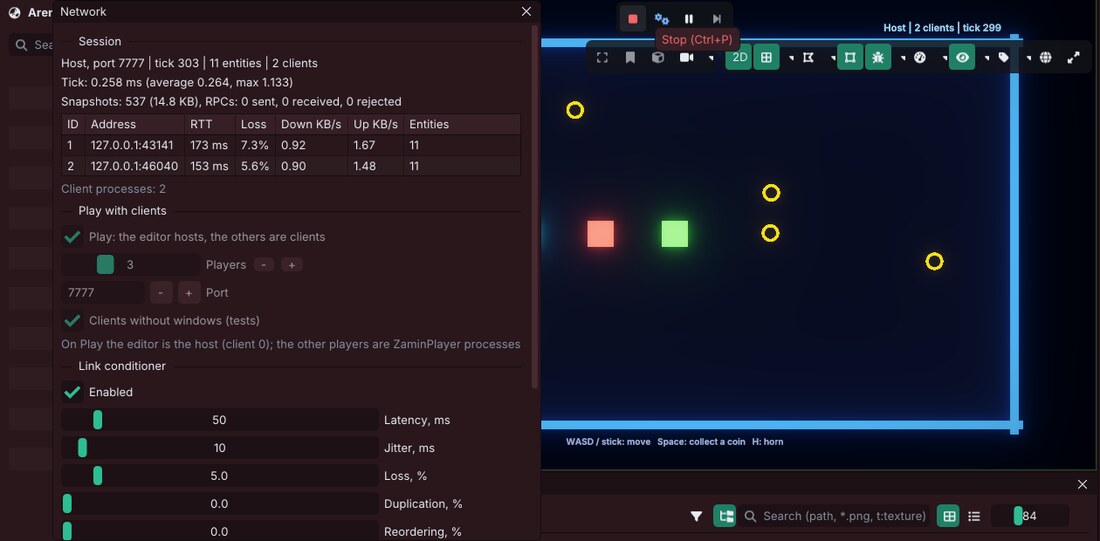 Aren
Network
Host | 2 clients | tick 299
Sea
Session
Stop (Ctrl+P)
Host, port 7777 | tick 303 | 11 entities | 2 clients
2D
Tick: 0.258 ms (average 0.264, max 1.133)
Snapshots: 537 (14.8 KB), RPCs: 0 sent, 0 received, 0 rejected
ID Address RTT Loss Down KB/s Up KB/s Entities
1 127.0.0.1:43141 173 ms 7.3% 0.92 1.67 11
2 127.0.0.1:46040 153 ms 5.6% 0.90 1.48 11
Client processes: 2
Play with clients
Play: the editor hosts, the others are clients
3 Players - +
7777 - + Port
Clients without windows (tests)
On Play the editor is the host (client 0); the other players are ZaminPlayer processes
Link conditioner
Enabled
50 Latency, ms
10 Jitter, ms
5.0 Loss, %
0.0 Duplication, %
0.0 Reordering, %
WASD / stick: move Space: collect a coin H: horn
Search (path, *.png, t:texture)
84